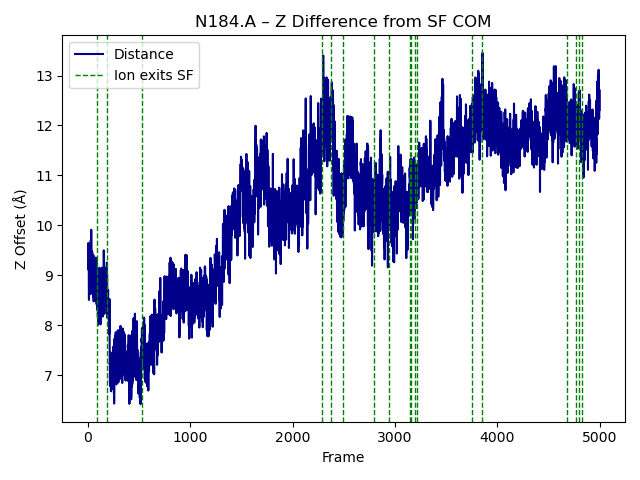 N184.A – Z Difference from SF COM
Distance
Ion exits SF
Z Offset (Å)
13
12
11
10
9
8
7
0
1000
2000
3000
4000
5000
Frame